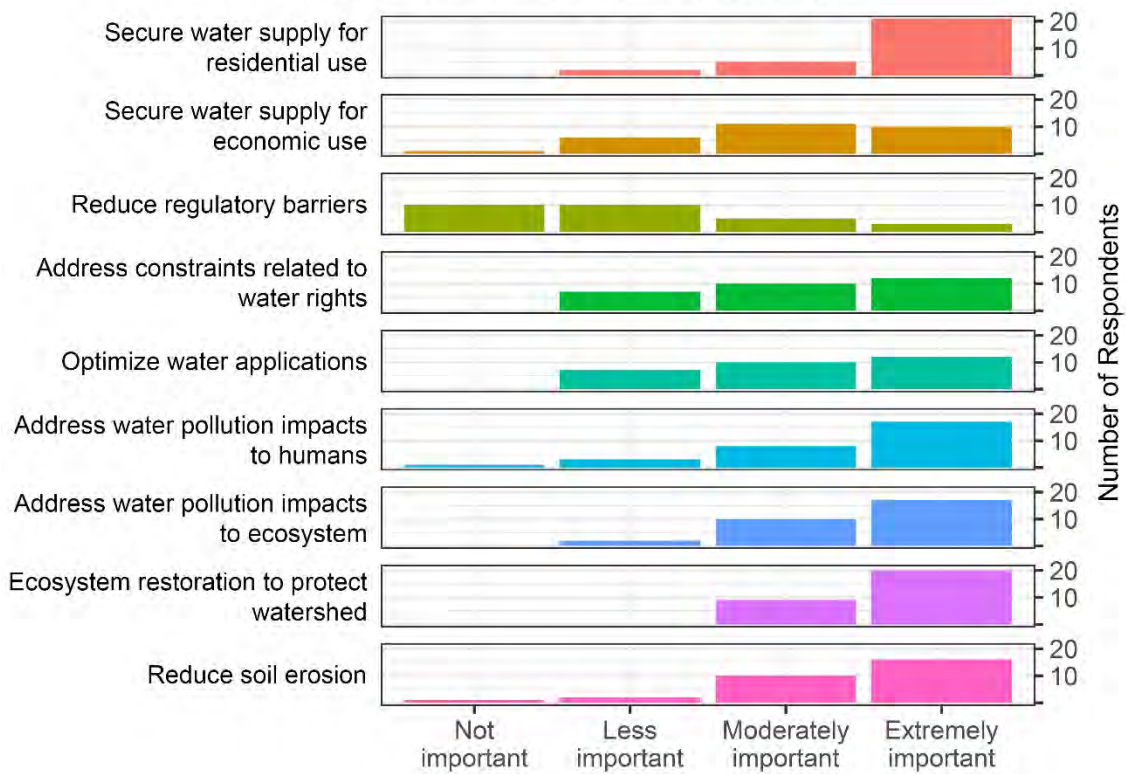 Secure water supply for
residential use
20
10
Secure water supply for
economic use
20
10
Reduce regulatory barriers
20
10
Address constraints related to
water rights
20
10
Optimize water applications
20
10
Address water pollution impacts
to humans
20
10
Address water pollution impacts
to ecosystem
20
10
Ecosystem restoration to protect
watershed
20
10
Reduce soil erosion
20
10
Number of Respondents
Not
important
Less
important
Moderately
important
Extremely
important